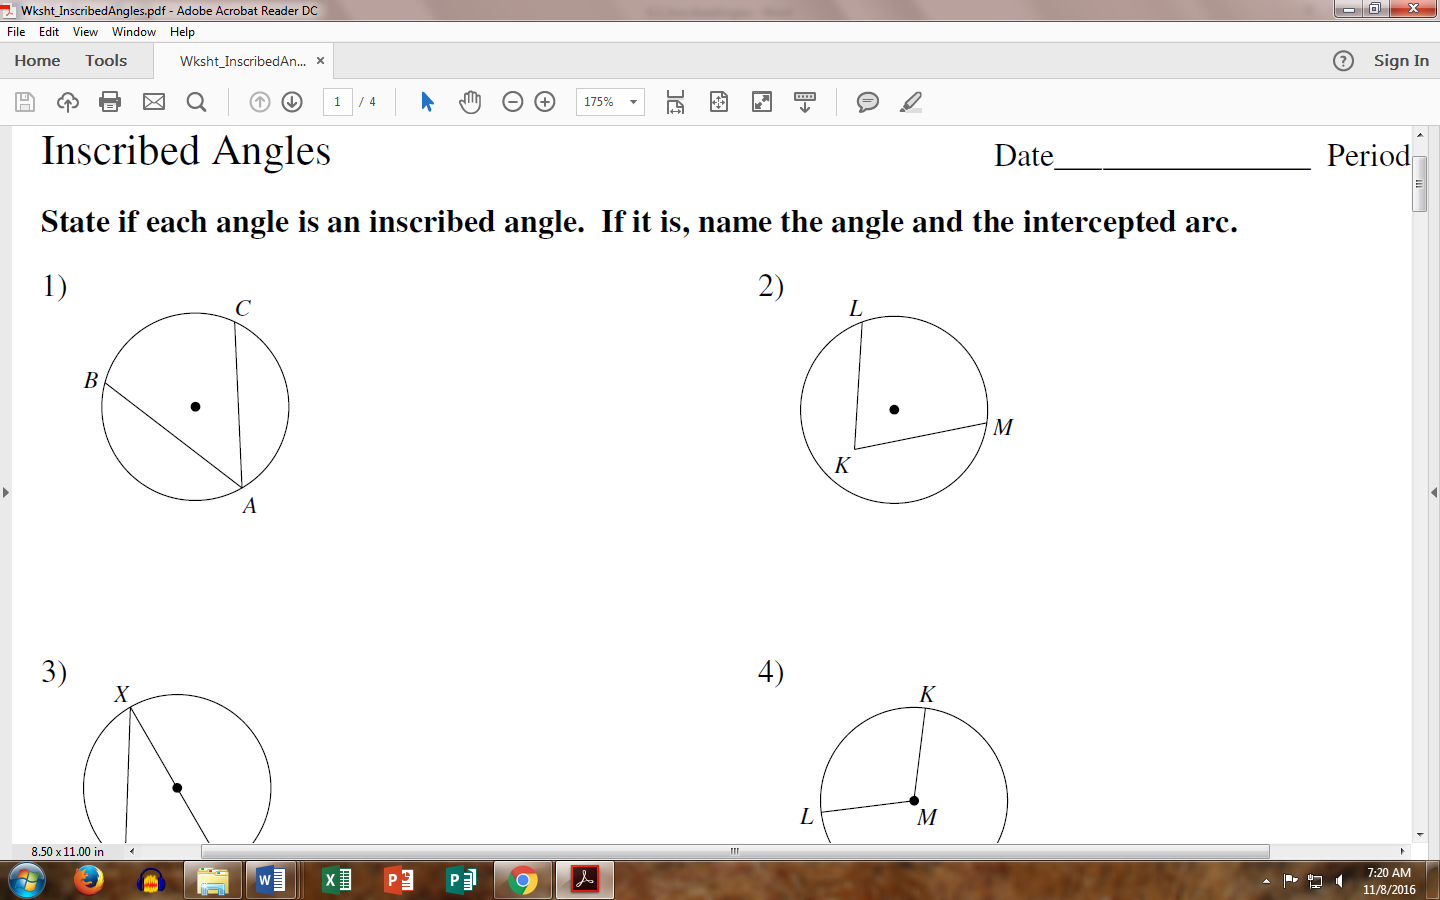 Wksht_InscribedAngles.pdf - Adobe Acrobat Reader DC
File Edit View Window Help
Home Tools Wksht_InscribedAn... × ? Sign In
1 / 4 175%
Inscribed Angles
Date________________ Period
State if each angle is an inscribed angle. If it is, name the angle and the intercepted arc.
1) 2)
C L
B
M
K
A
3) 4)
X K
L M
8.50 x 11.00 in
7:20 AM
11/8/2016